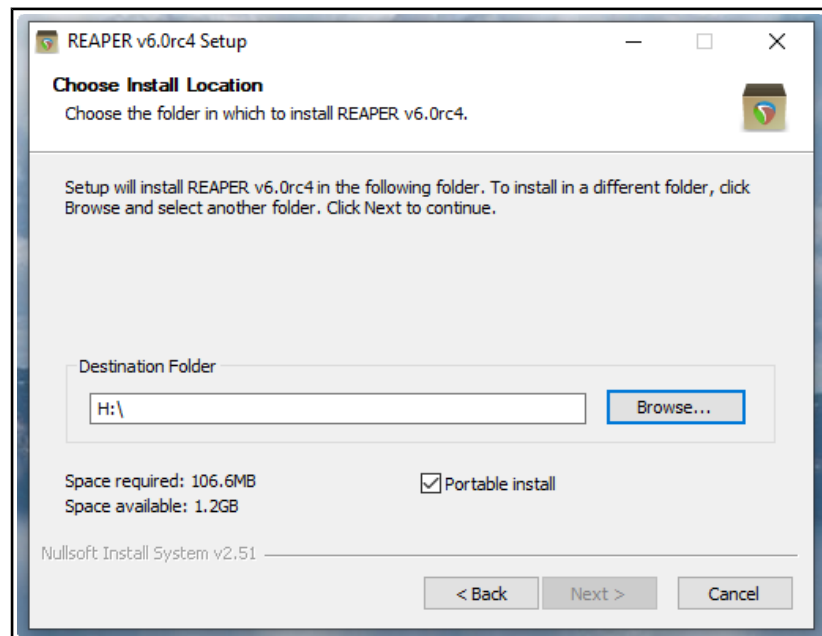 REAPER v6.0rc4 Setup
Choose Install Location
Choose the folder in which to install REAPER v6.0rc4.
Setup will install REAPER v6.0rc4 in the following folder. To install in a different folder, click
Browse and select another folder. Click Next to continue.
Destination Folder
H:\
Browse...
Space required: 106.6MB
Portable install
Space available: 1.2GB
Nullsoft Install System v2.51
< Back
Next >
Cancel